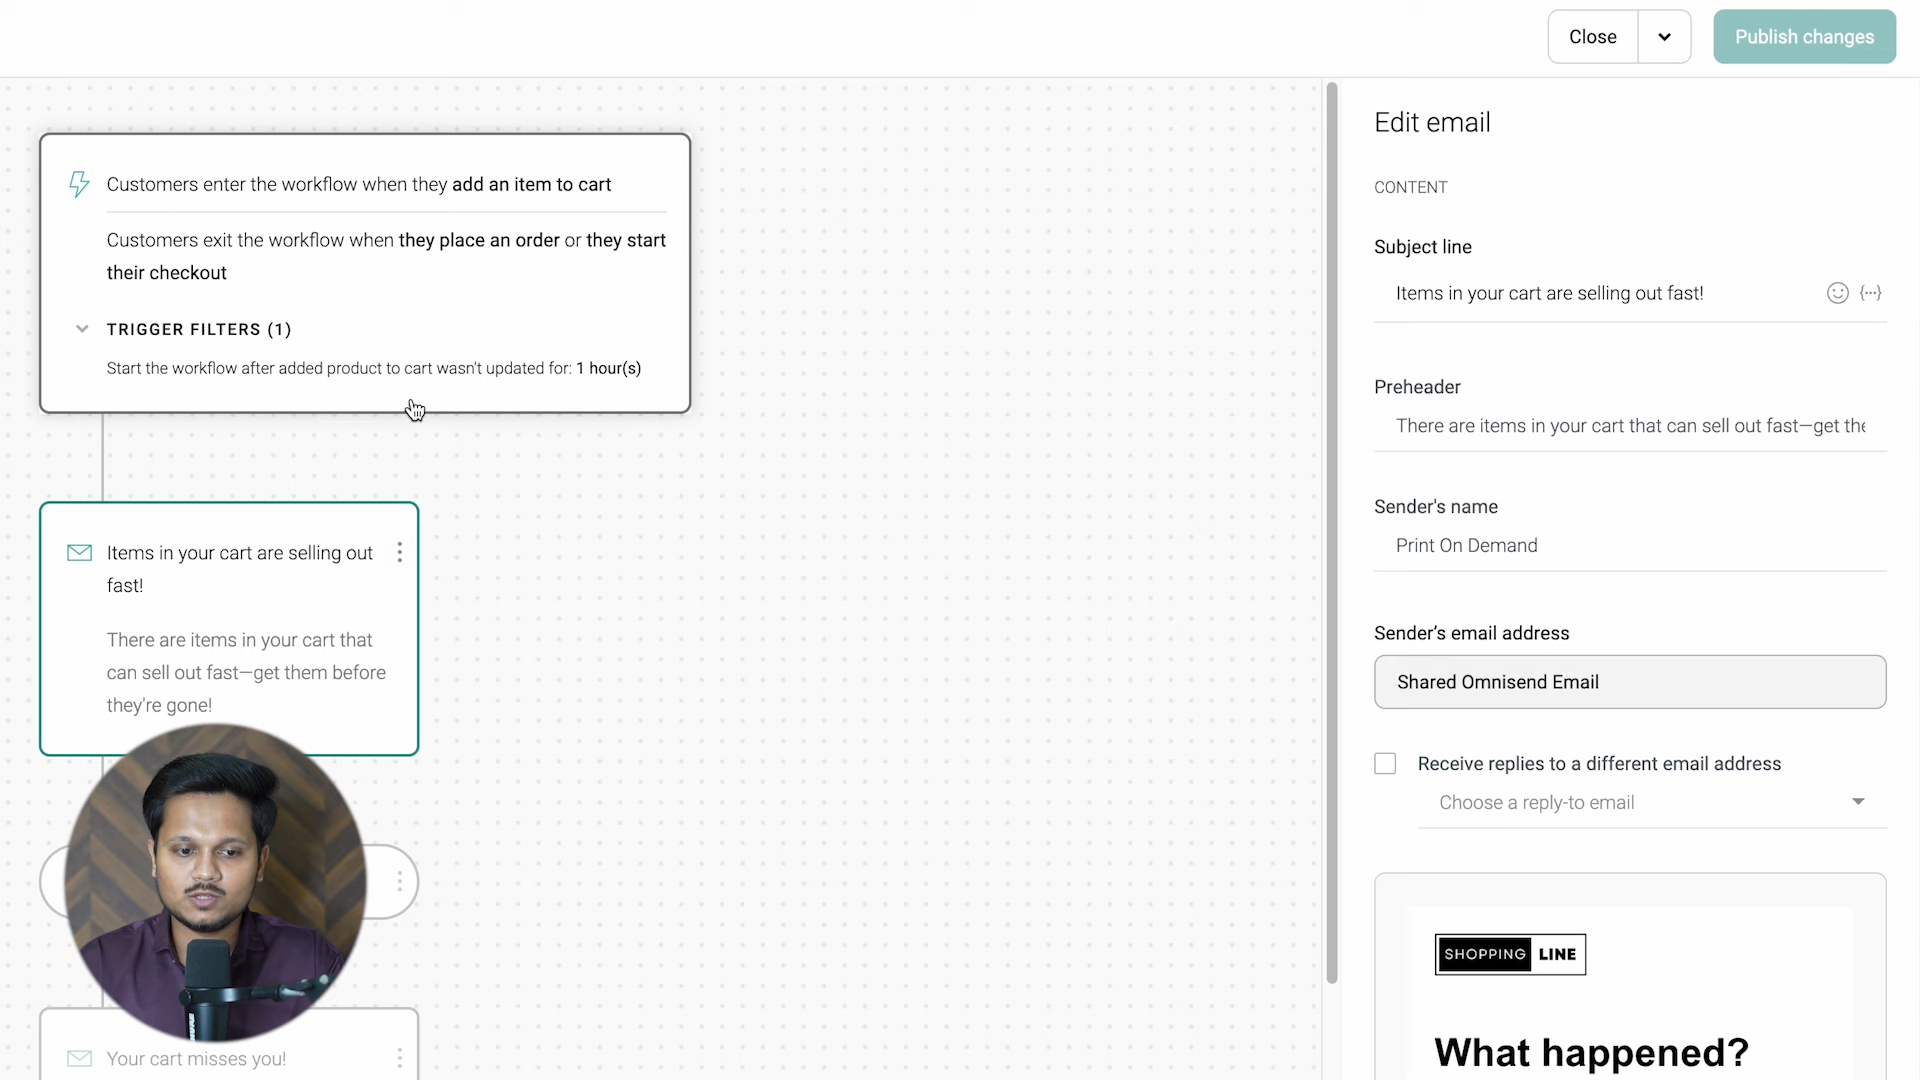 Close
Publish changes
Customers enter the workflow when they add an item to cart
Customers exit the workflow when they place an order or they start
their checkout
TRIGGER FILTERS (1)
Start the workflow after added product to cart wasn't updated for: 1 hour(s)
Items in your cart are selling out
fast!
There are items in your cart that
can sell out fast—get them before
they're gone!
Your cart misses you!
Edit email
CONTENT
Subject line
Items in your cart are selling out fast!
Preheader
There are items in your cart that can sell out fast—get the
Sender's name
Print On Demand
Sender’s email address
Shared Omnisend Email
Receive replies to a different email address
Choose a reply-to email
SHOPPING LINE
What happened?